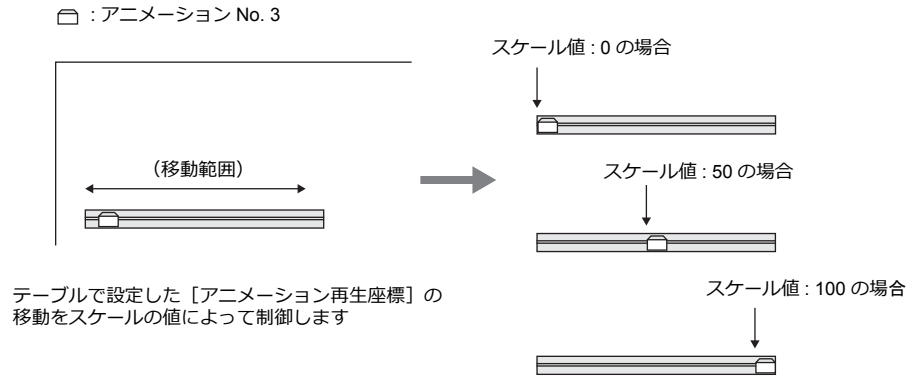 ：アニメーション No. 3
スケール値 : 0 の場合
（移動範囲）
スケール値 : 50 の場合
テーブルで設定した［アニメーション再生座標］の
移動をスケールの値によって制御します
スケール値 : 100 の場合